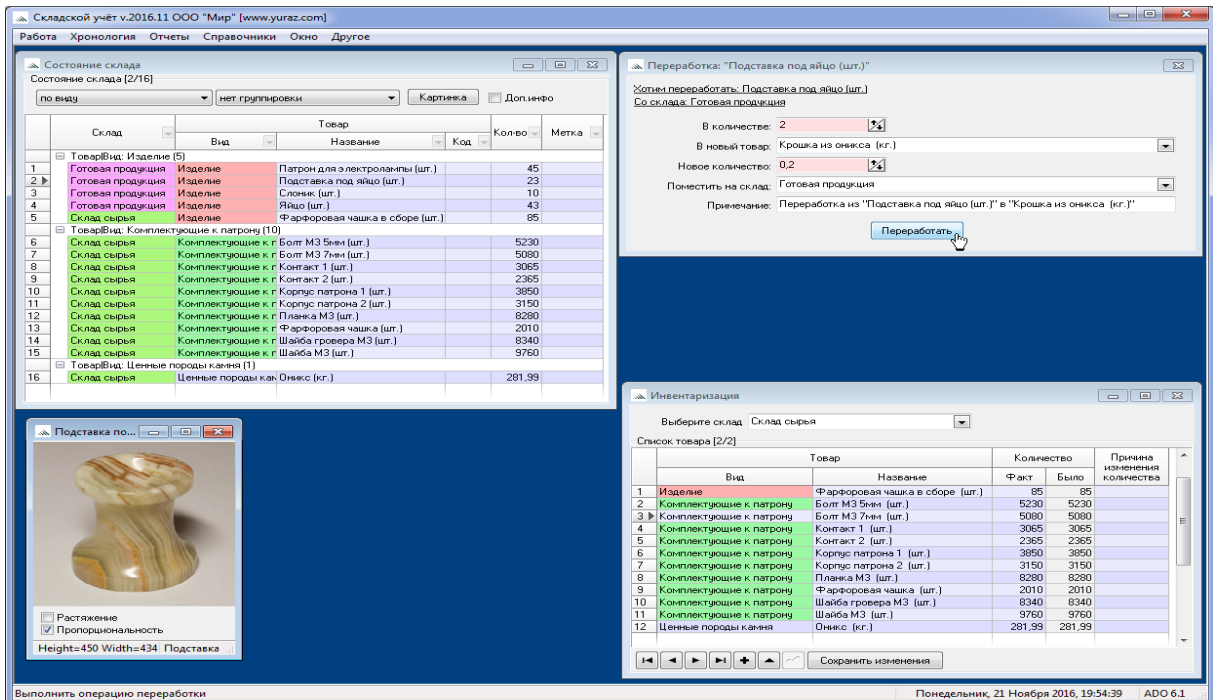 Складской учёт v.2016.11 ООО "Мир" [www.yuraz.com]
Работа Хронология Отчеты Справочники Окно Другое
Состояние склада
Состояние склада [2/16]
по виду нет группировки Картинка Доп.инфо
Склад Товар Кол-во Метка
Вид Название Код
Товар|Вид: Изделие (5)
1 Готовая продукция Изделие Патрон для электролампы (шт.) 45
2 Готовая продукция Изделие Подставка под яйцо (шт.) 23
3 Готовая продукция Изделие Слоник (шт.) 10
4 Готовая продукция Изделие Яйцо (шт.) 43
5 Склад сырья Изделие Фарфоровая чашка в сборе (шт.) 85
Товар|Вид: Комплектующие к патрону (10)
6 Склад сырья Комплектующие к г Болт М3 5мм (шт.) 5230
7 Склад сырья Комплектующие к г Болт М3 7мм (шт.) 5080
8 Склад сырья Комплектующие к г Контакт 1 (шт.) 3065
9 Склад сырья Комплектующие к г Контакт 2 (шт.) 2365
10 Склад сырья Комплектующие к г Корпус патрона 1 (шт.) 3850
11 Склад сырья Комплектующие к г Корпус патрона 2 (шт.) 3150
12 Склад сырья Комплектующие к г Планка М3 (шт.) 8280
13 Склад сырья Комплектующие к г Фарфоровая чашка (шт.) 2010
14 Склад сырья Комплектующие к г Шайба гровера М3 (шт.) 8340
15 Склад сырья Комплектующие к г Шайба М3 (шт.) 9760
Товар|Вид: Ценные породы камня (1)
16 Склад сырья Ценные породы кам Оникс (кг.) 281,99
Переработка: "Подставка под яйцо (шт.)"
Хотим переработать: Подставка под яйцо (шт.)
Со склада: Готовая продукция
В количестве: 2
В новый товар: Крошка из оникса (кг.)
Новое количество: 0,2
Поместить на склад: Готовая продукция
Примечание: Переработка из "Подставка под яйцо (шт.)" в "Крошка из оникса (кг.)"
Переработать
Подставка по...
Растяжение
Пропорциональность
Height=450 Width=434 Подставка
Инвентаризация
Выберите склад Склад сырья
Список товара [2/2]
Товар Количество Причина изменения количества
Вид Название Факт Было
1 Изделие Фарфоровая чашка в сборе (шт.) 85 85
2 Комплектующие к патрону Болт М3 5мм (шт.) 5230 5230
3 Комплектующие к патрону Болт М3 7мм (шт.) 5080 5080
4 Комплектующие к патрону Контакт 1 (шт.) 3065 3065
5 Комплектующие к патрону Контакт 2 (шт.) 2365 2365
6 Комплектующие к патрону Корпус патрона 1 (шт.) 3850 3850
7 Комплектующие к патрону Корпус патрона 2 (шт.) 3150 3150
8 Комплектующие к патрону Планка М3 (шт.) 8280 8280
9 Комплектующие к патрону Фарфоровая чашка (шт.) 2010 2010
10 Комплектующие к патрону Шайба гровера М3 (шт.) 8340 8340
11 Комплектующие к патрону Шайба М3 (шт.) 9760 9760
12 Ценные породы камня Оникс (кг.) 281,99 281,99
Сохранить изменения
Выполнить операцию переработки Понедельник, 21 Ноября 2016, 19:54:39 ADO 6.1